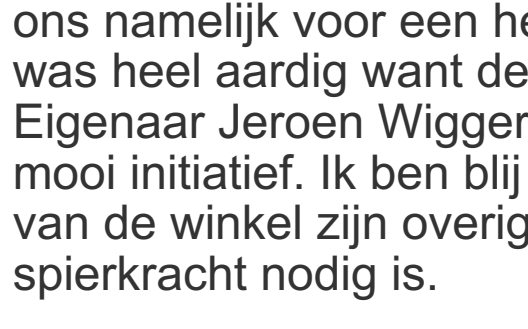 ons namelijk voor een he
was heel aardig want de
Eigenaar Jeroen Wigger
mooi initiatief. Ik ben blij
van de winkel zijn overig
spierkracht nodig is.